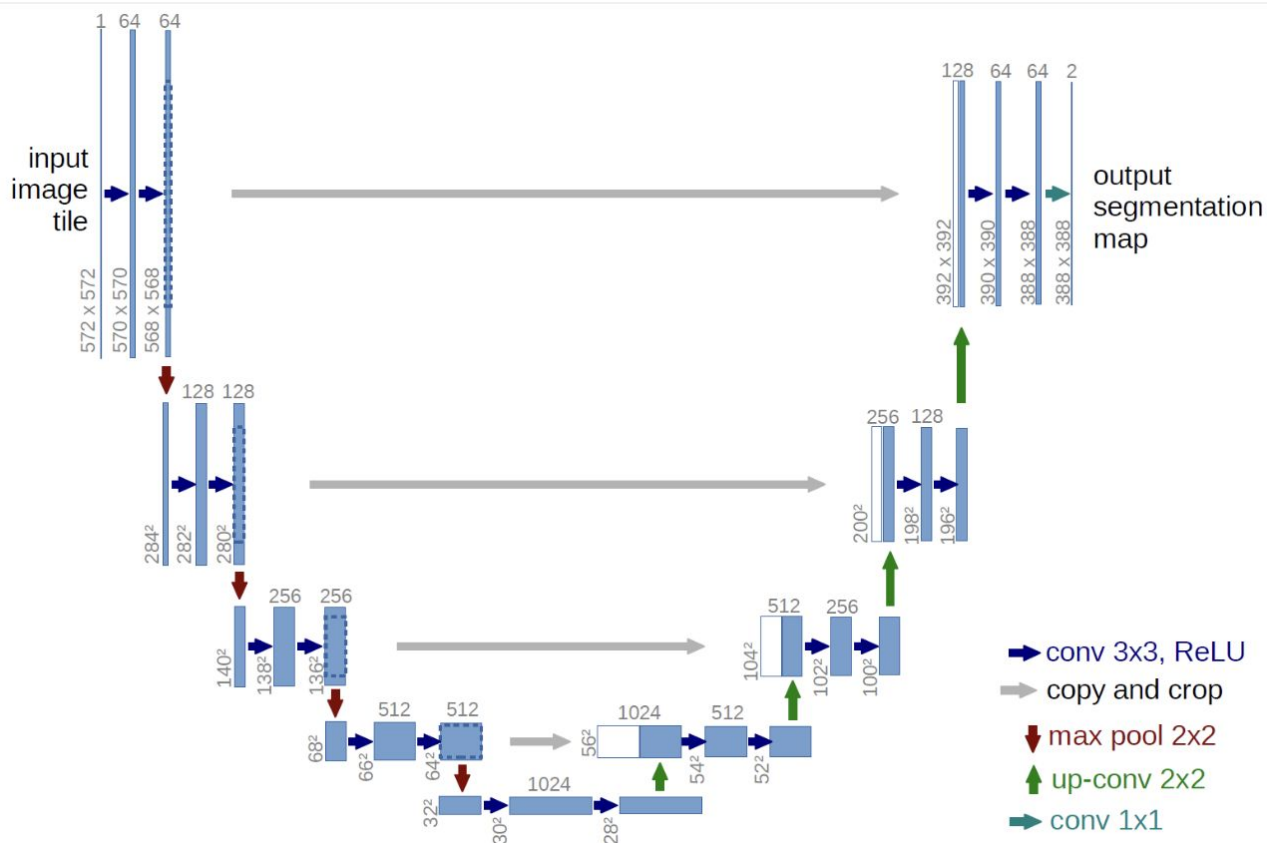 1 64 64
128 64 64 2
input
image
tile
output
segmentation
map
572 x 572
570 x 570
568 x 568
392 x 392
390 x 390
388 x 388
388 x 388
128 128
256 128
284²
282²
280²
200²
198²
196²
256 256
512 256
140²
138²
136²
104²
102²
100²
conv 3x3, ReLU
copy and crop
max pool 2x2
up-conv 2x2
conv 1x1
512 512
1024 512
68²
66²
64²
56²
54²
52²
1024
32²
30²
28²